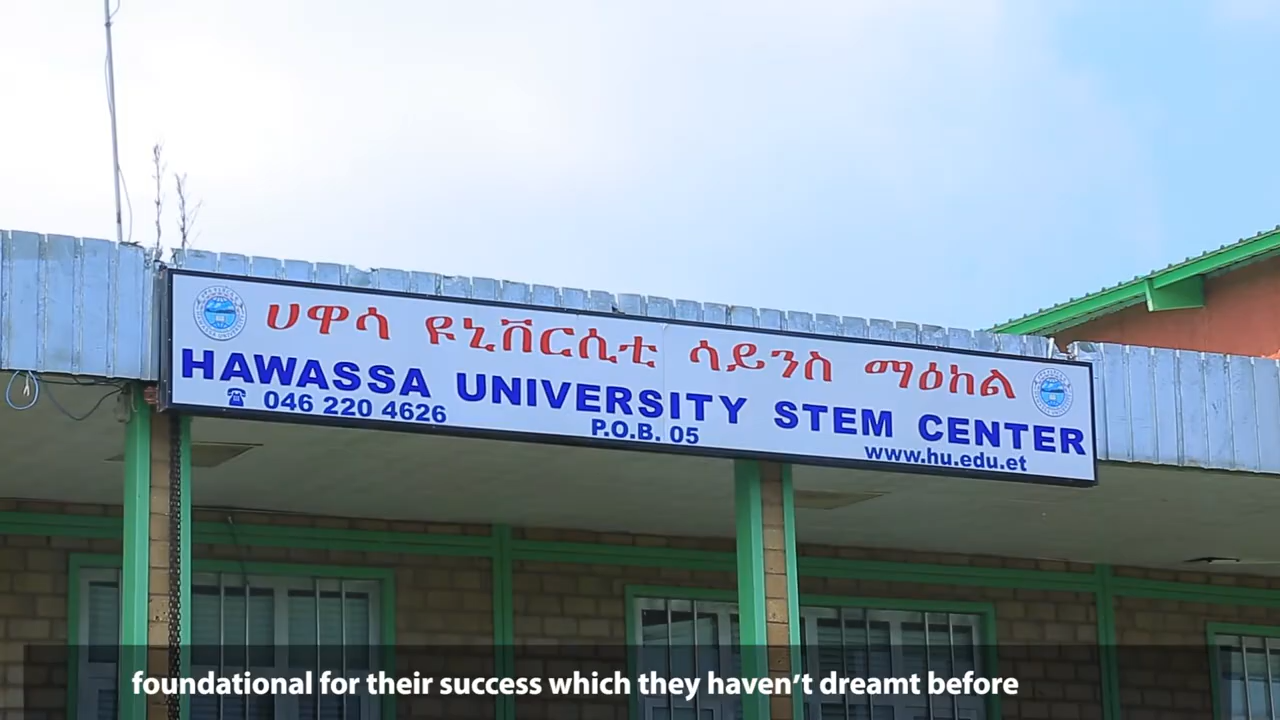 ሀዋሳ ዩኒቨርሲቲ ሳይንስ ማዕከል
HAWASSA UNIVERSITY STEM CENTER
☎ 046 220 4626
P.O.B. 05
www.hu.edu.et
foundational for their success which they haven't dreamt before